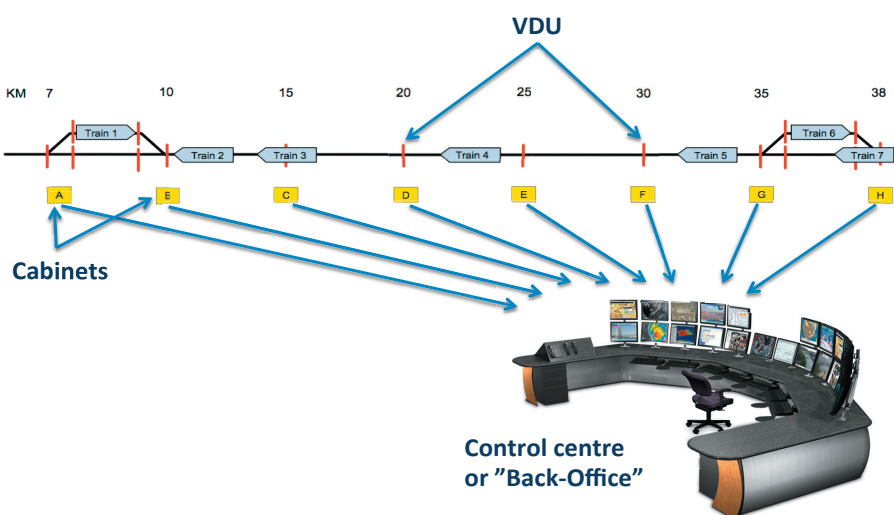 VDU
KM 7 10 15 20 25 30 35 38
Train 1 Train 6
Train 2 Train 3 Train 4 Train 5 Train 7
A B C D E F G H
Cabinets
Control centre
or ”Back-Office”